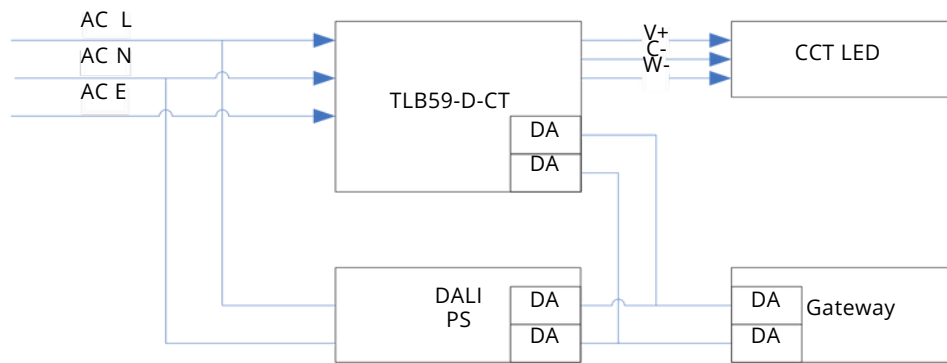 AC L
AC N
AC E
TLB59-D-CT
DA
DA
V+
C-
W-
CCT LED
DALI
PS
DA
DA
DA
DA
Gateway